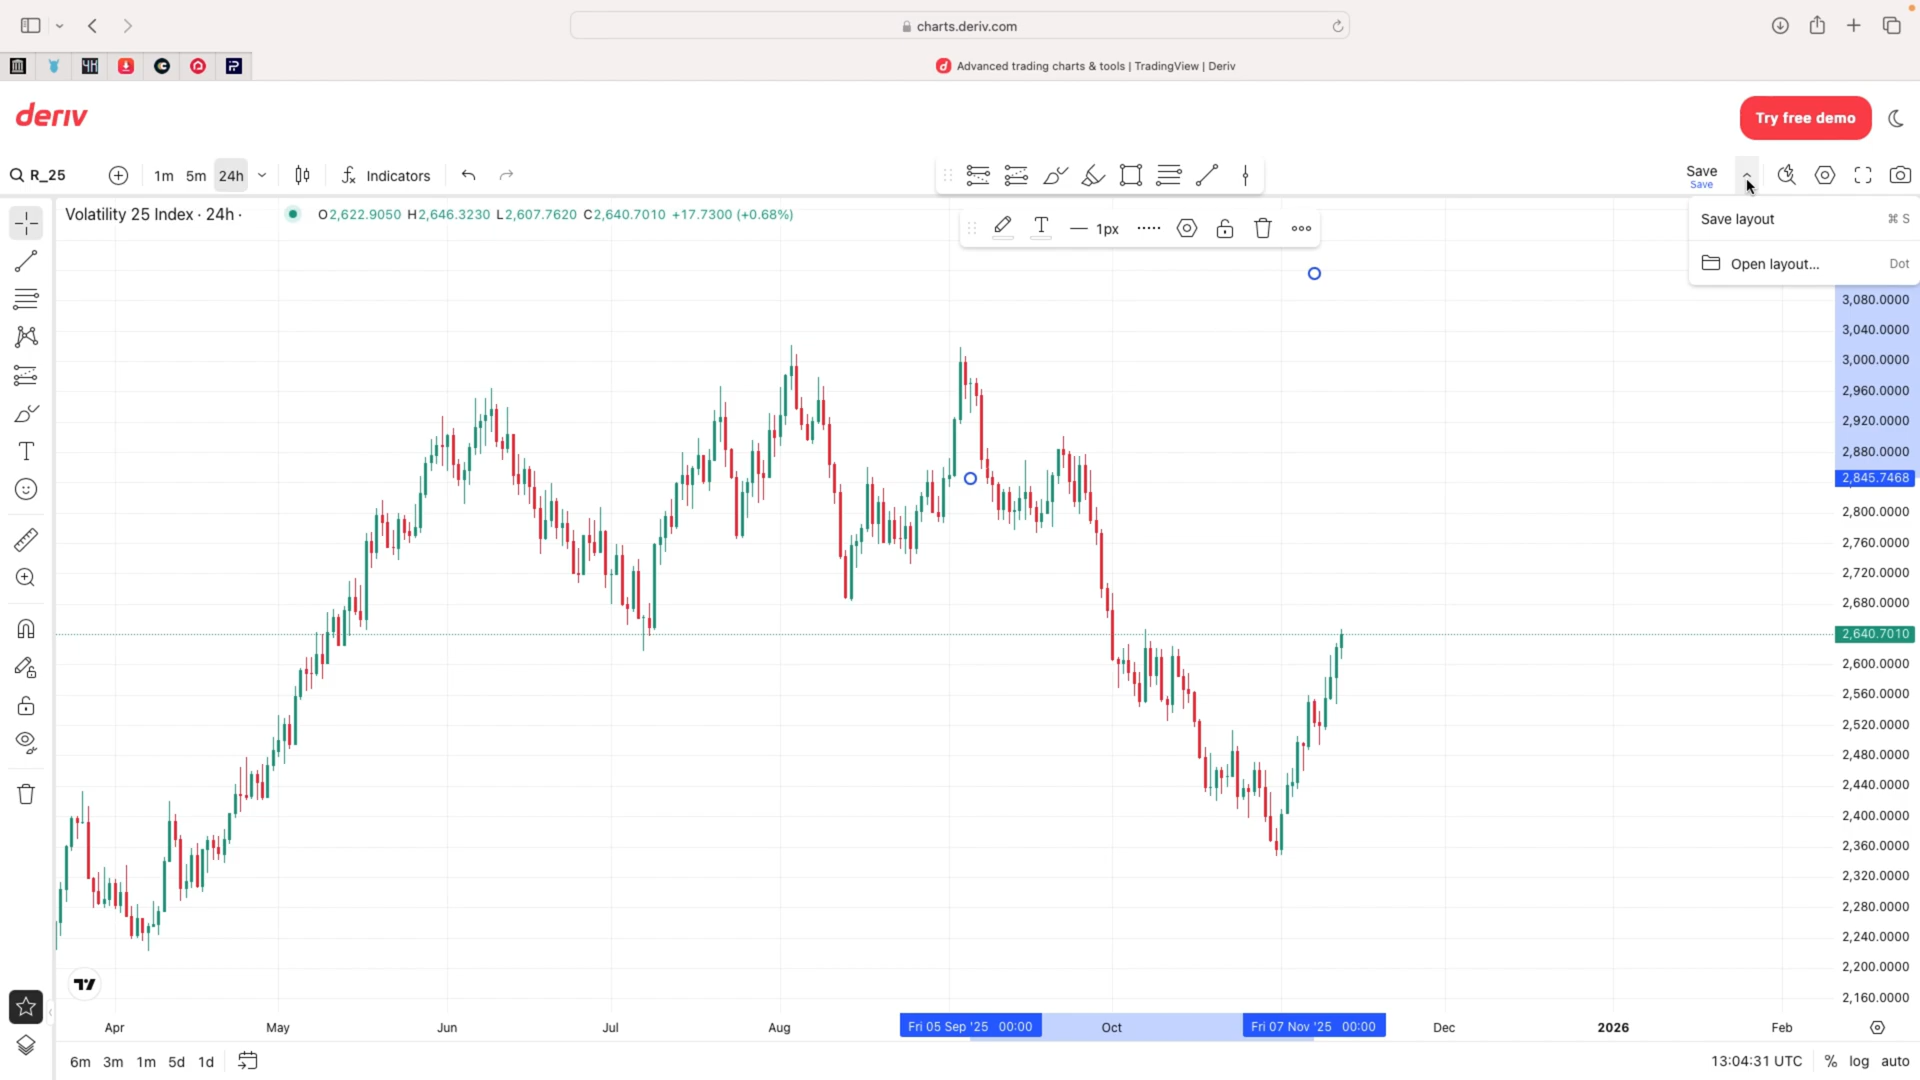 charts.deriv.com
4H
Advanced trading charts & tools | TradingView | Deriv
deriv
Try free demo
R_25
1m 5m 24h
Indicators
Save
Save
Save layout ⌘ S
Open layout... Dot
Volatility 25 Index · 24h ·
O2,622.9050 H2,646.3230 L2,607.7620 C2,640.7010 +17.7300 (+0.68%)
T 1px
T
3,080.0000
3,040.0000
3,000.0000
2,960.0000
2,920.0000
2,880.0000
2,845.7468
2,800.0000
2,760.0000
2,720.0000
2,680.0000
2,640.7010
2,600.0000
2,560.0000
2,520.0000
2,480.0000
2,440.0000
2,400.0000
2,360.0000
2,320.0000
2,280.0000
2,240.0000
2,200.0000
2,160.0000
Apr May Jun Jul Aug Fri 05 Sep '25 00:00 Oct Fri 07 Nov '25 00:00 Dec 2026 Feb
6m 3m 1m 5d 1d
13:04:31 UTC % log auto